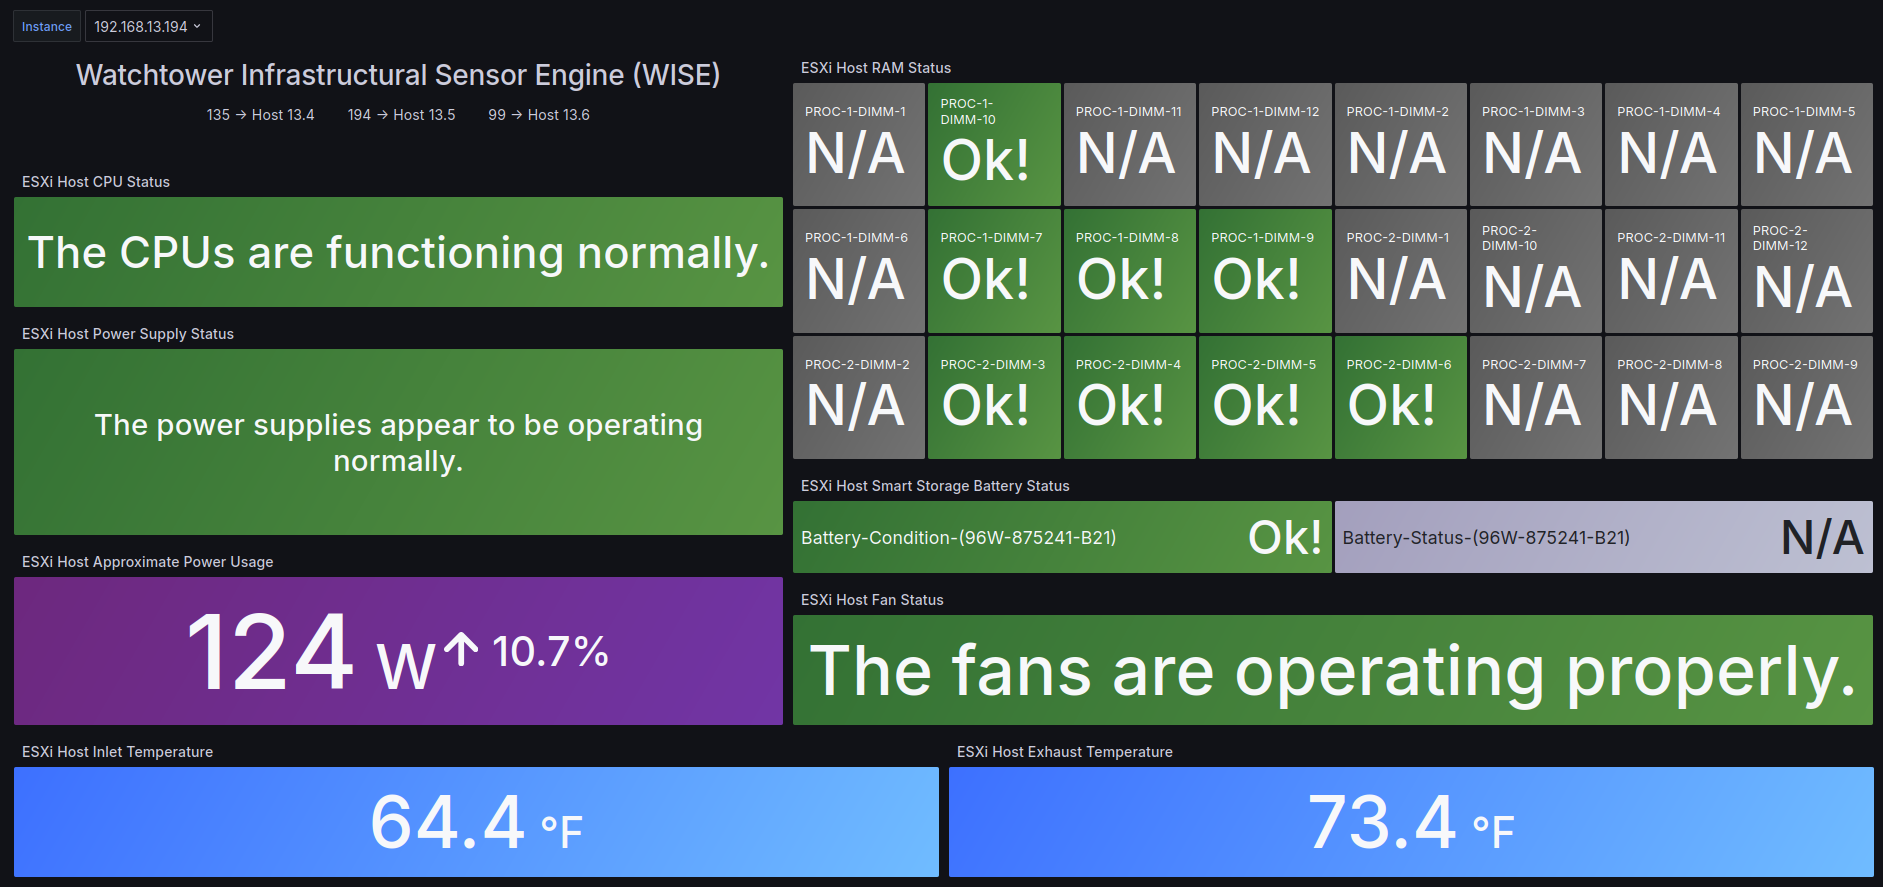 Instance 192.168.13.194
Watchtower Infrastructural Sensor Engine (WISE)
135 → Host 13.4 194 → Host 13.5 99 → Host 13.6
ESXi Host CPU Status
The CPUs are functioning normally.
ESXi Host Power Supply Status
The power supplies appear to be operating
normally.
ESXi Host Approximate Power Usage
124 W ↑ 10.7%
ESXi Host RAM Status
PROC-1-DIMM-1
N/A
PROC-1-
DIMM-10
Ok!
PROC-1-DIMM-11
N/A
PROC-1-DIMM-12
N/A
PROC-1-DIMM-2
N/A
PROC-1-DIMM-3
N/A
PROC-1-DIMM-4
N/A
PROC-1-DIMM-5
N/A
PROC-1-DIMM-6
N/A
PROC-1-DIMM-7
Ok!
PROC-1-DIMM-8
Ok!
PROC-1-DIMM-9
Ok!
PROC-2-DIMM-1
N/A
PROC-2-
DIMM-10
N/A
PROC-2-DIMM-11
N/A
PROC-2-
DIMM-12
N/A
PROC-2-DIMM-2
N/A
PROC-2-DIMM-3
Ok!
PROC-2-DIMM-4
Ok!
PROC-2-DIMM-5
Ok!
PROC-2-DIMM-6
Ok!
PROC-2-DIMM-7
N/A
PROC-2-DIMM-8
N/A
PROC-2-DIMM-9
N/A
ESXi Host Smart Storage Battery Status
Battery-Condition-(96W-875241-B21) Ok!
Battery-Status-(96W-875241-B21) N/A
ESXi Host Fan Status
The fans are operating properly.
ESXi Host Inlet Temperature
64.4 °F
ESXi Host Exhaust Temperature
73.4 °F